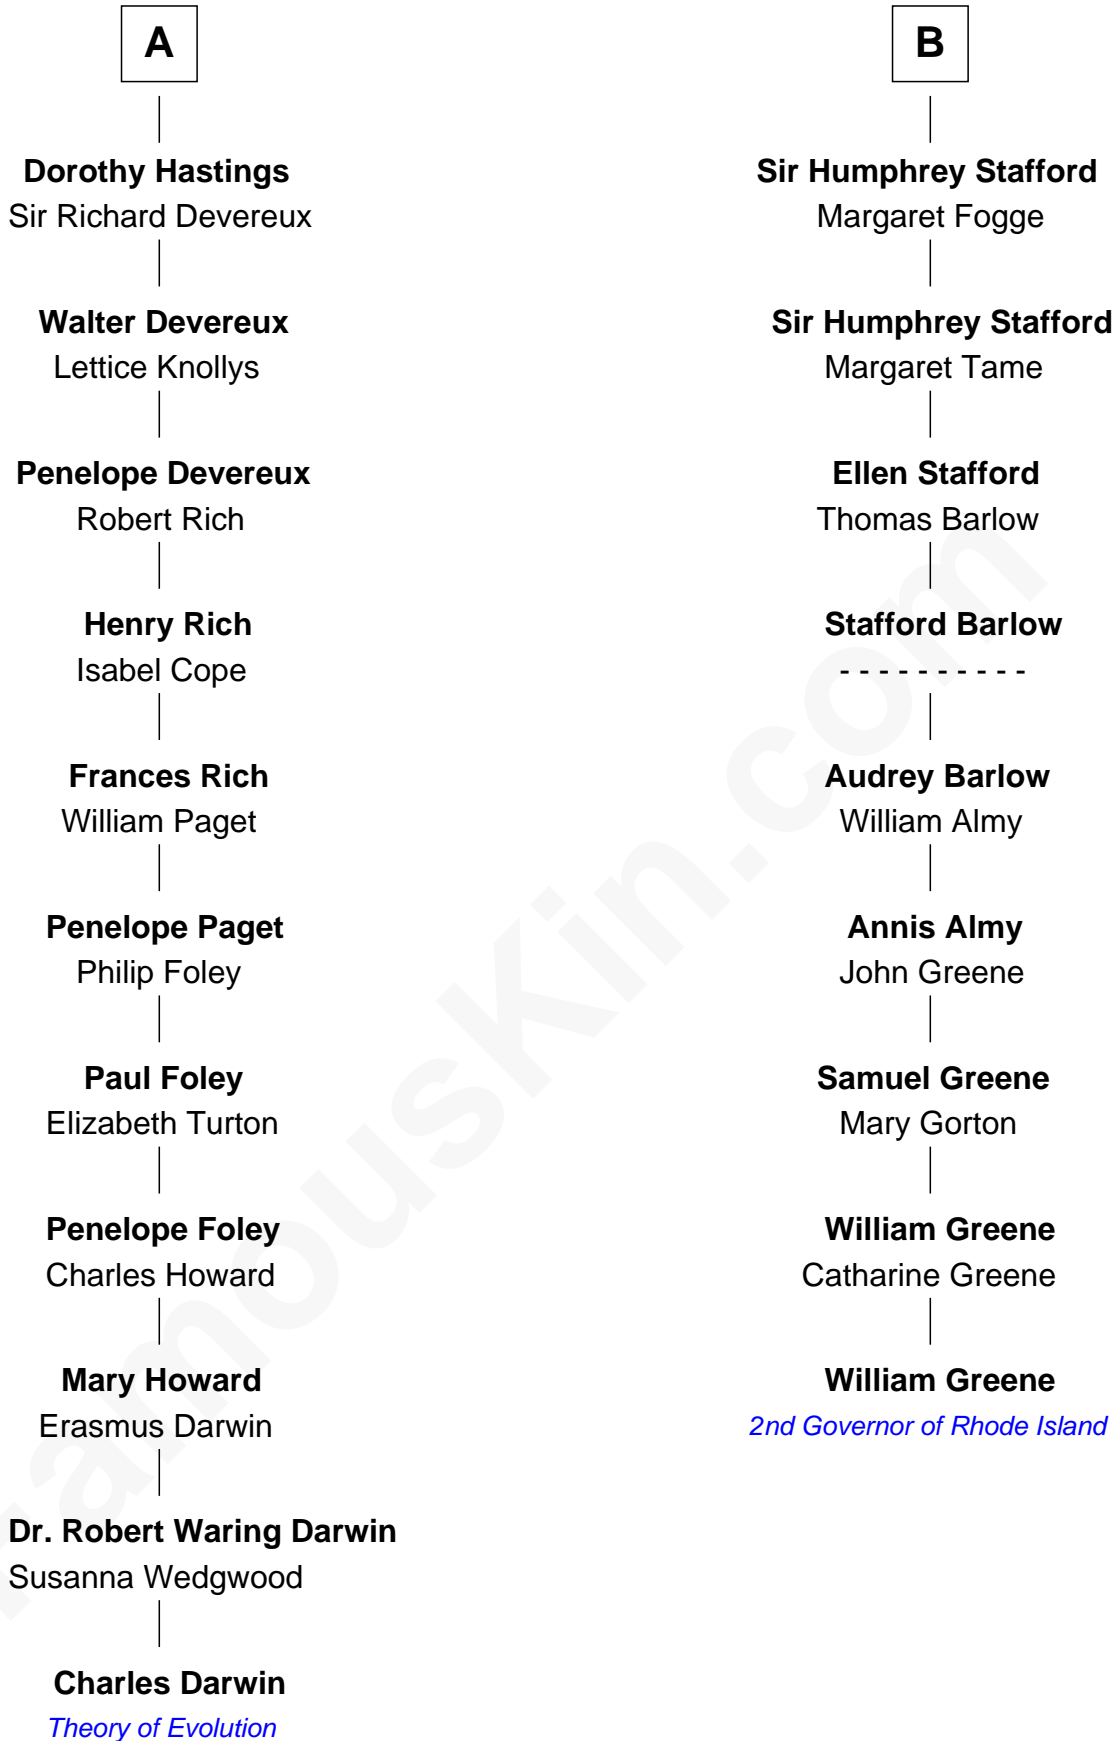 A
Dorothy Hastings
Sir Richard Devereux
Walter Devereux
Lettice Knollys
Penelope Devereux
Robert Rich
Henry Rich
Isabel Cope
Frances Rich
William Paget
Penelope Paget
Philip Foley
Paul Foley
Elizabeth Turton
Penelope Foley
Charles Howard
Mary Howard
Erasmus Darwin
Dr. Robert Waring Darwin
Susanna Wedgwood
Charles Darwin
Theory of Evolution
B
Sir Humphrey Stafford
Margaret Fogge
Sir Humphrey Stafford
Margaret Tame
Ellen Stafford
Thomas Barlow
Stafford Barlow
- - - - - - - - - -
Audrey Barlow
William Almy
Annis Almy
John Greene
Samuel Greene
Mary Gorton
William Greene
Catharine Greene
William Greene
2nd Governor of Rhode Island
famouskin.com